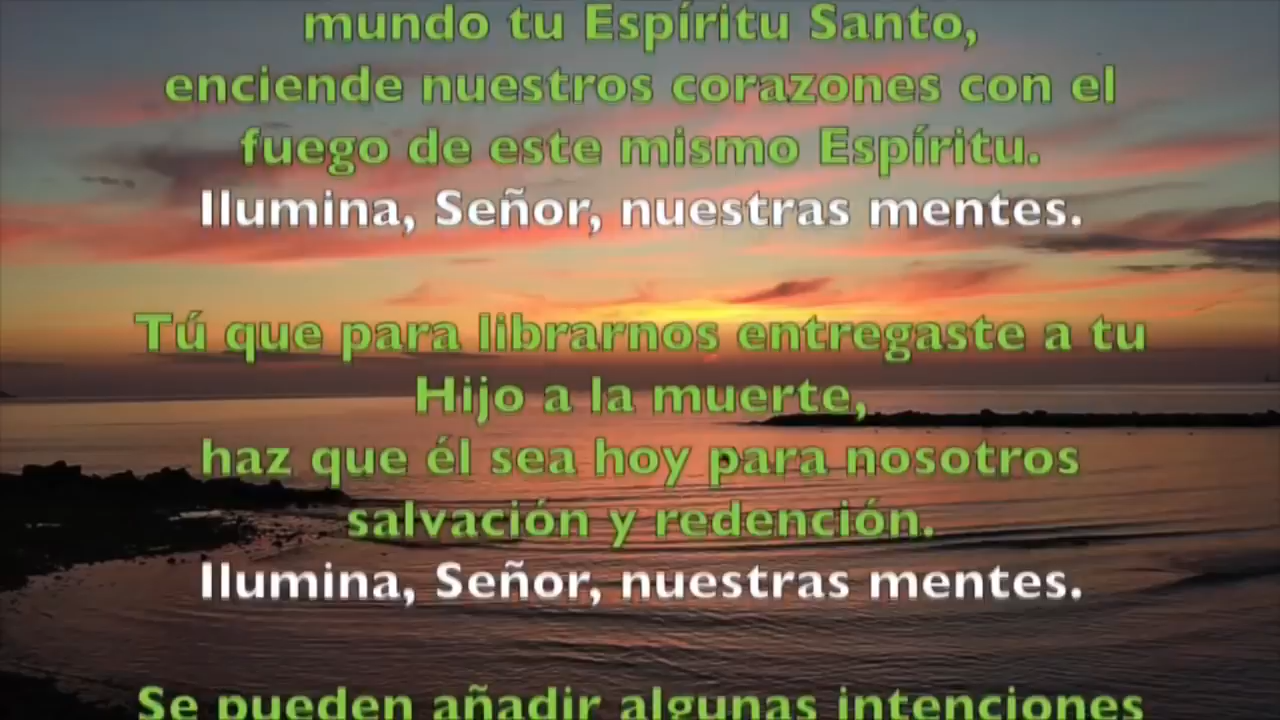 mundo tu Espíritu Santo,
enciende nuestros corazones con el
fuego de este mismo Espíritu.
Ilumina, Señor, nuestras mentes.
Tú que para librarnos entregaste a tu
Hijo a la muerte,
haz que él sea hoy para nosotros
salvación y redención.
Ilumina, Señor, nuestras mentes.
Se pueden añadir algunas intenciones